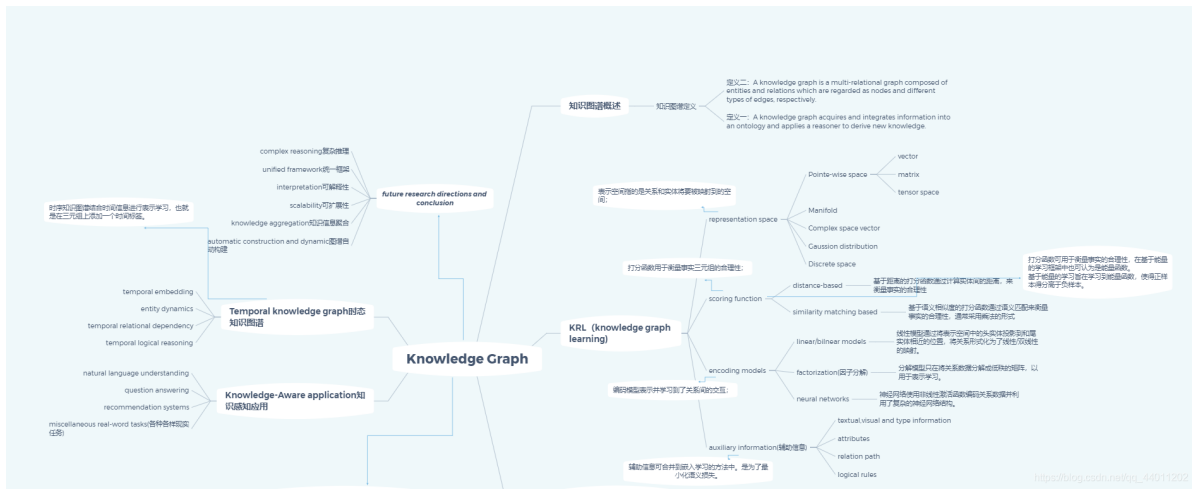 定义二：A knowledge graph is a multi-relational graph composed of
entities and relations which are regarded as nodes and different
types of edges, respectively.
知识图谱概述
知识图谱定义
定义一：A knowledge graph acquires and integrates information into
an ontology and applies a reasoner to derive new knowledge.
complex reasoning复杂推理
unified framework统一框架
interpretation可解释性
scalability可扩展性
knowledge aggregation知识信息聚合
automatic construction and dynamic图谱自
动构建
future research directions and
conclusion
时序知识图谱结合时间信息进行表示学习，也就
是在三元组上添加一个时间标签。
temporal embedding
entity dynamics
temporal relational dependency
temporal logical reasoning
Temporal knowledge graph时态
知识图谱
natural language understanding
question answering
recommendation systems
miscellaneous real-word tasks(各种各样现实
任务)
Knowledge-Aware application知
识感知应用
Knowledge Graph
KRL（knowledge graph
learning)
表示空间指的是关系和实体将要被映射到的空
间；
representation space
Pointe-wise space
vector
matrix
tensor space
Manifold
Complex space vector
Gaussion distribution
Discrete space
打分函数用于衡量事实三元组的合理性；
scoring function
distance-based
基于距离的打分函数通过计算实体间的距离，来
衡量事实的合理性
打分函数可用于衡量事实的合理性，在基于能量
的学习框架中也可认为是能量函数。
基于能量的学习旨在学习到能量函数，使得正样
本得分高于负样本。
similarity matching based
基于语义相似度的打分函数通过语义匹配来衡量
事实的合理性，通常采用乘法的形式
编码模型表示并学习到了关系间的交互；
encoding models
linear/bilnear models
线性模型通过将表示空间中的头实体投影到和尾
实体相近的位置，将关系形式化为了线性/双线性
的映射。
factorization(因子分解)
分解模型只在将关系数据分解成低秩的矩阵，以
用于表示学习。
neural networks
神经网络使用非线性激活函数编码关系数据并利
用了复杂的神经网络结构。
auxiliary information(辅助信息)
textual,visual and type information
attributes
relation path
logical rules
辅助信息可合并到嵌入学习的方法中。是为了最
小化语义损失。
https://blog.csdn.net/qq_44011292